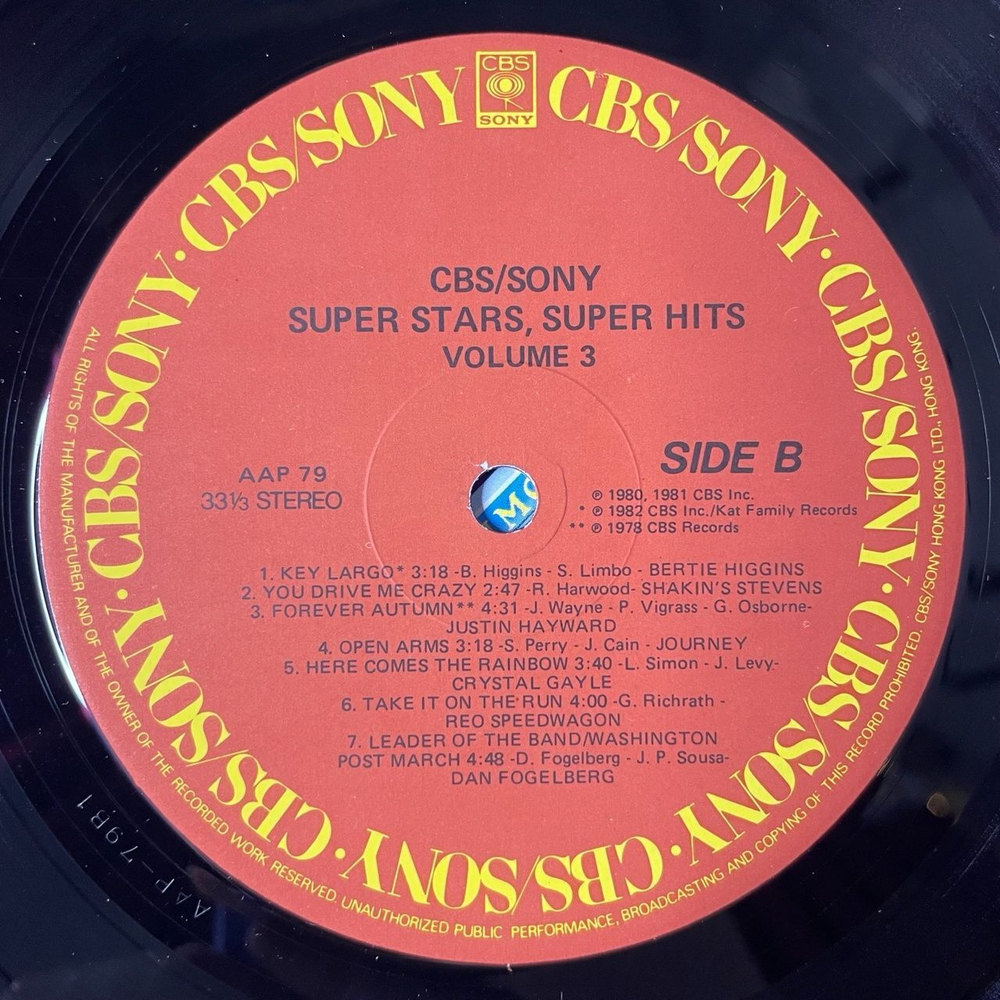 CBS
SONY
CBS/SONY · CBS/SONY · CBS/SONY · CBS/SONY · CBS/SONY · CBS/SONY · CBS/SONY · CBS/SONY
CBS/SONY
SUPER STARS, SUPER HITS
VOLUME 3
AAP 79
33⅓ STEREO
SIDE B
℗ 1980, 1981 CBS Inc.
* ℗ 1982 CBS Inc./Kat Family Records
** ℗ 1978 CBS Records
MO
1. KEY LARGO* 3:18 -B. Higgins - S. Limbo - BERTIE HIGGINS
2. YOU DRIVE ME CRAZY 2:47 -R. Harwood- SHAKIN'S STEVENS
3. FOREVER AUTUMN** 4:31 -J. Wayne - P. Vigrass - G. Osborne-
JUSTIN HAYWARD
4. OPEN ARMS 3:18 -S. Perry - J. Cain - JOURNEY
5. HERE COMES THE RAINBOW 3:40 -L. Simon - J. Levy-
CRYSTAL GAYLE
6. TAKE IT ON THE RUN 4:00 -G. Richrath -
REO SPEEDWAGON
7. LEADER OF THE BAND/WASHINGTON
POST MARCH 4:48 -D. Fogelberg - J. P. Sousa-
DAN FOGELBERG
ALL RIGHTS OF THE MANUFACTURER AND OF THE OWNER OF THE RECORDED WORK RESERVED. UNAUTHORIZED PUBLIC PERFORMANCE, BROADCASTING AND COPYING OF THIS RECORD PROHIBITED. CBS/SONY HONG KONG LTD., HONG KONG.
AAP-79B1